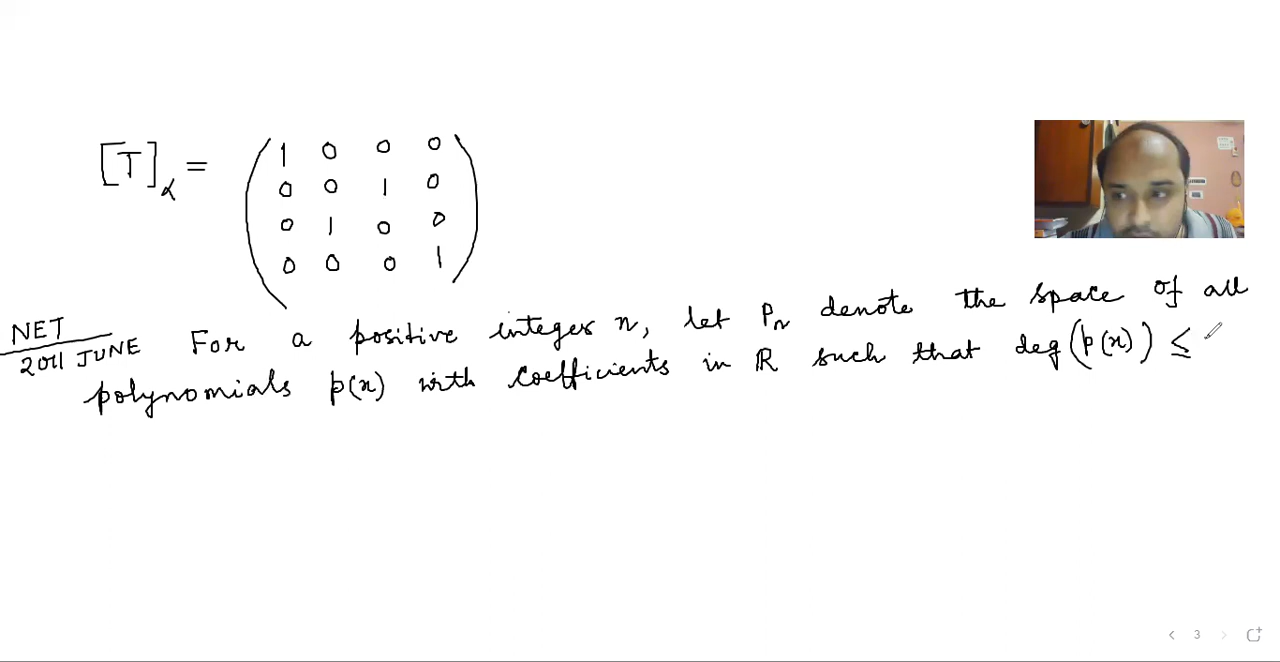 [T]α =
1 0 0 0
0 0 1 0
0 1 0 0
0 0 0 1
NET
2011 JUNE
For a positive integer n, let Pn denote the space of all
polynomials p(x) with coefficients in ℝ such that deg (p(x)) ≤
3